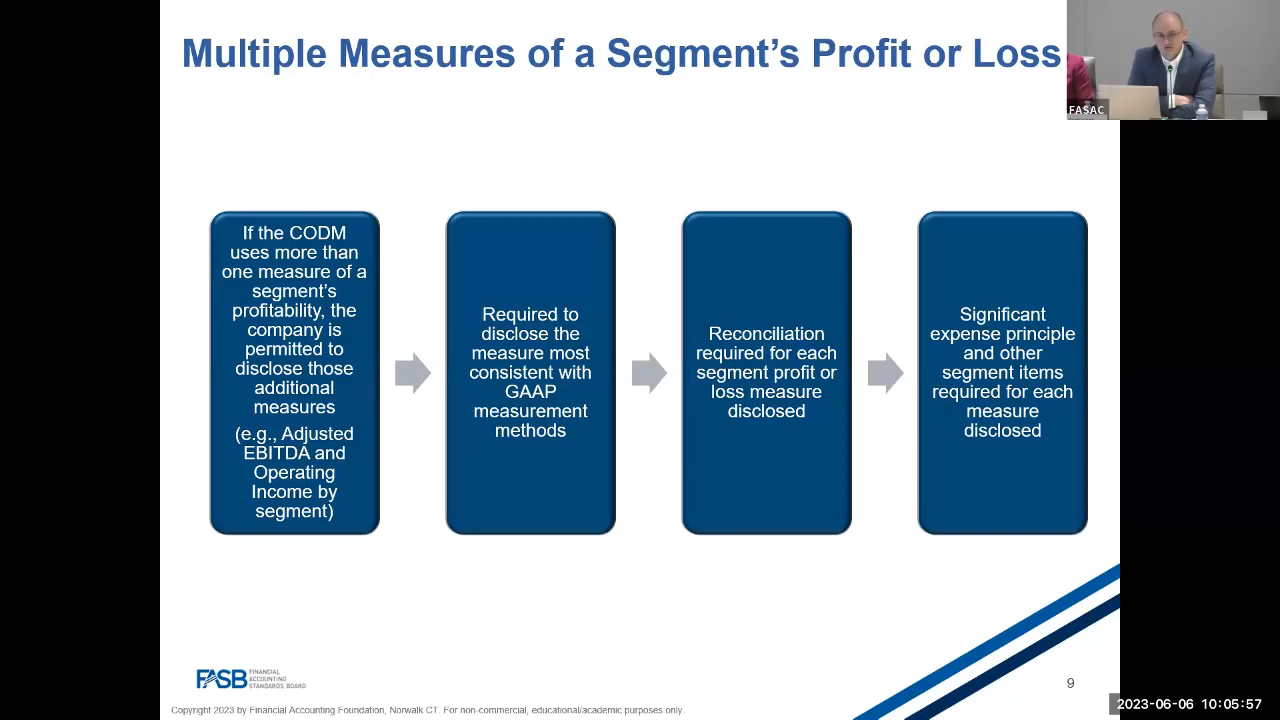 Multiple Measures of a Segment's Profit or Loss
FASAC
If the CODM
uses more than
one measure of a
segment's
profitability, the
company is
permitted to
disclose those
additional
measures
(e.g., Adjusted
EBITDA and
Operating
Income by
segment)
Required to
disclose the
measure most
consistent with
GAAP
measurement
methods
Reconciliation
required for each
segment profit or
loss measure
disclosed
Significant
expense principle
and other
segment items
required for each
measure
disclosed
FASB
FINANCIAL
ACCOUNTING
STANDARDS BOARD
9
2023-06-06 10:05:57
Copyright 2023 by Financial Accounting Foundation, Norwalk CT. For non-commercial, educational/academic purposes only.